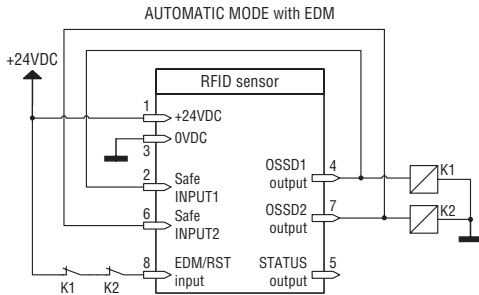 AUTOMATIC MODE with EDM
+24VDC
RFID sensor
1
+24VDC
0VDC
3
2
Safe
INPUT1
6
Safe
INPUT2
8
EDM/RST
input
OSSD1
output
4
OSSD2
output
7
STATUS
output
5
K1
K2
K1
K2